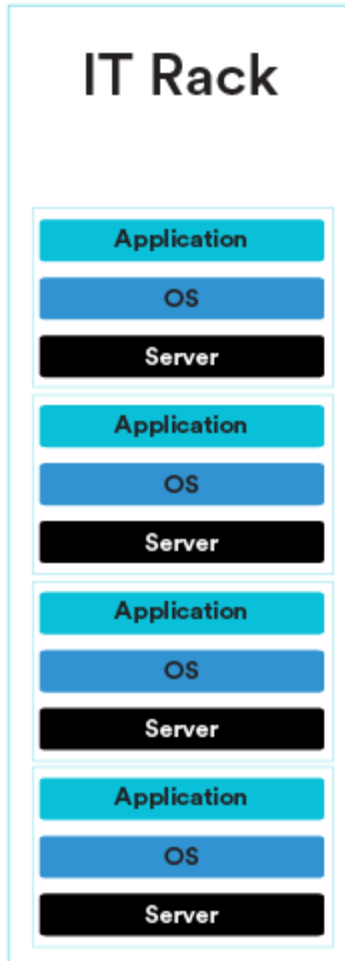 IT Rack
Application
OS
Server
Application
OS
Server
Application
OS
Server
Application
OS
Server